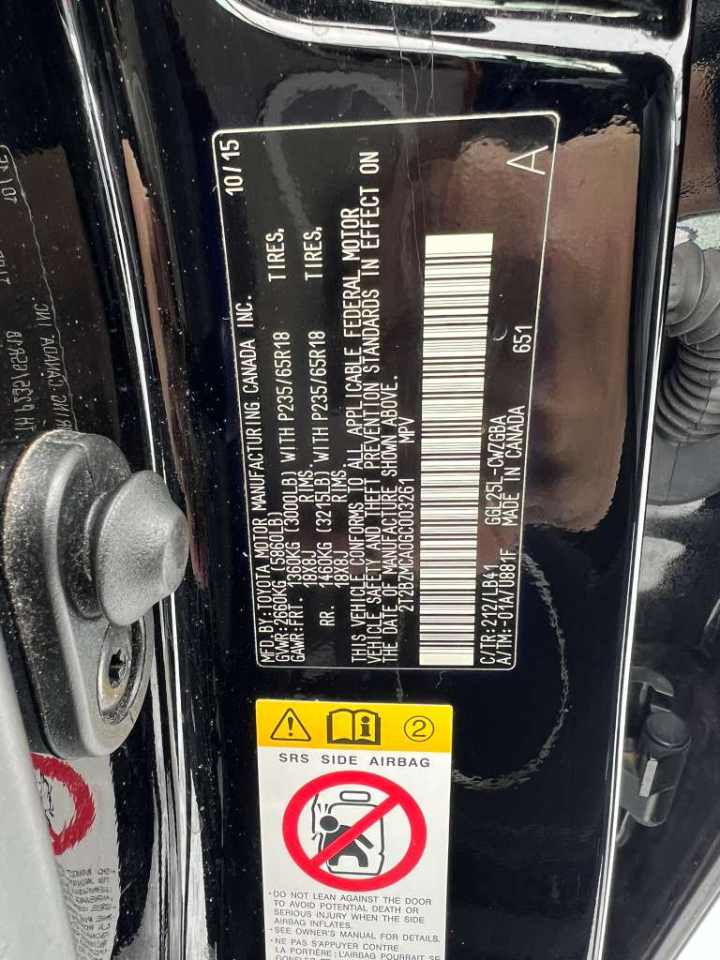 MFD.BY:TOYOTA MOTOR MANUFACTURING CANADA INC. 10/15
GVWR:2660KG (5860LB)
GAWR:FRT. 1360KG (3000LB) WITH P235/65R18 TIRES,
18X8J RIMS.
RR. 1460KG (3215LB) WITH P235/65R18 TIRES,
18X8J RIMS.
THIS VEHICLE CONFORMS TO ALL APPLICABLE FEDERAL MOTOR
VEHICLE SAFETY AND THEFT PREVENTION STANDARDS IN EFFECT ON
THE DATE OF MANUFACTURE SHOWN ABOVE.
2T2BZMCA0GC003261 MPV
C/TR:212/LB41 GGL25L-CWZGBA
A/TM:-01A/U881F MADE IN CANADA 651 A
2
SRS SIDE AIRBAG
• DO NOT LEAN AGAINST THE DOOR
TO AVOID POTENTIAL DEATH OR
SERIOUS INJURY WHEN THE SIDE
AIRBAG INFLATES.
• SEE OWNER'S MANUAL FOR DETAILS.
• NE PAS S'APPUYER CONTRE
LA PORTIÈRE; L'AIRBAG POURRAIT SE